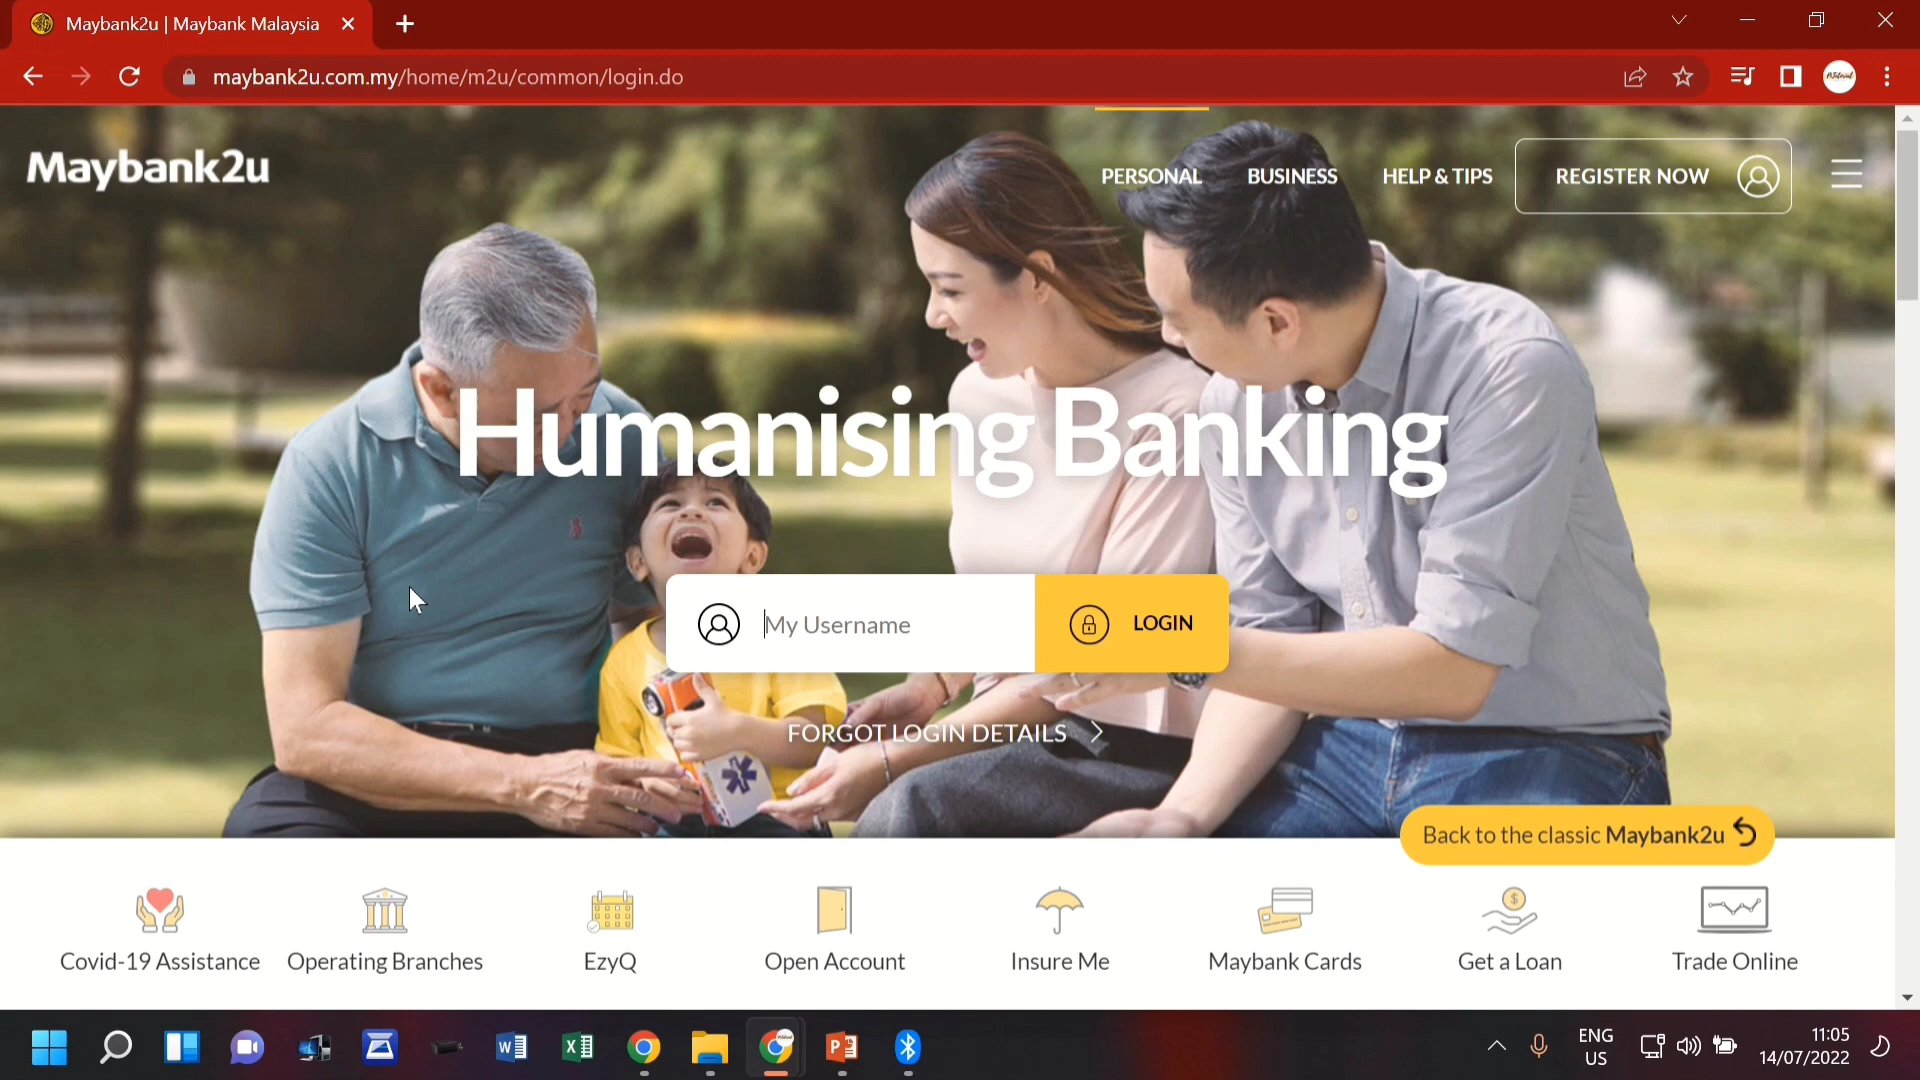 Maybank2u | Maybank Malaysia
maybank2u.com.my/home/m2u/common/login.do
Maybank2u
PERSONAL
BUSINESS
HELP & TIPS
REGISTER NOW
Humanising Banking
My Username
LOGIN
FORGOT LOGIN DETAILS
Back to the classic Maybank2u
Covid-19 Assistance
Operating Branches
EzyQ
Open Account
Insure Me
Maybank Cards
Get a Loan
Trade Online
ENG
US
11:05
14/07/2022